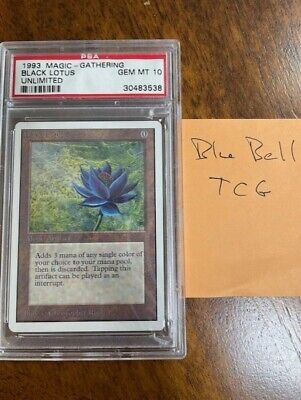 PSA
1993 MAGIC - GATHERING
BLACK LOTUS GEM MT 10
UNLIMITED 30483538
0
Adds 3 mana of any single color of
your choice to your mana pool,
then is discarded. Tapping this
artifact can be played as an
interrupt.
Blue Bell
TCG